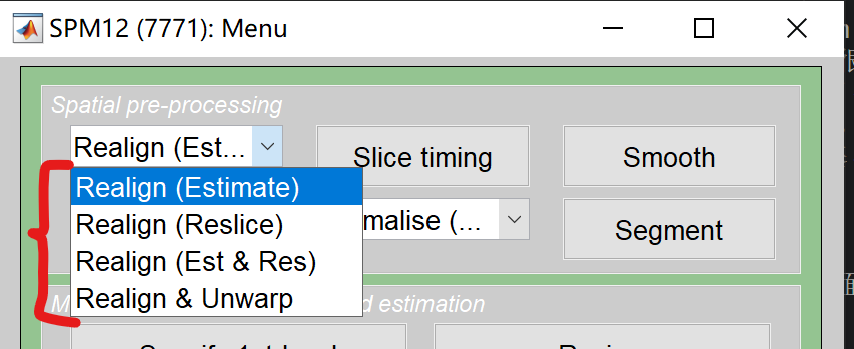 SPM12 (7771): Menu
Spatial pre-processing
Realign (Est...
Slice timing
Smooth
Realign (Estimate)
Realign (Reslice)
malise (...
Segment
Realign (Est & Res)
Realign & Unwarp
estimation